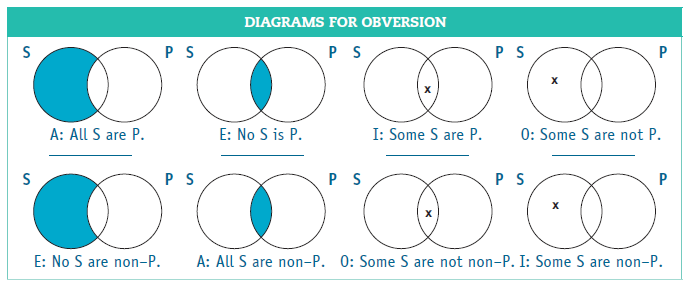 DIAGRAMS FOR OBVERSION
S P S P S P S P
x x
A: All S are P. E: No S is P. I: Some S are P. O: Some S are not P.
S P S P S P S P
x x
E: No S are non–P. A: All S are non–P. O: Some S are not non–P. I: Some S are non–P.